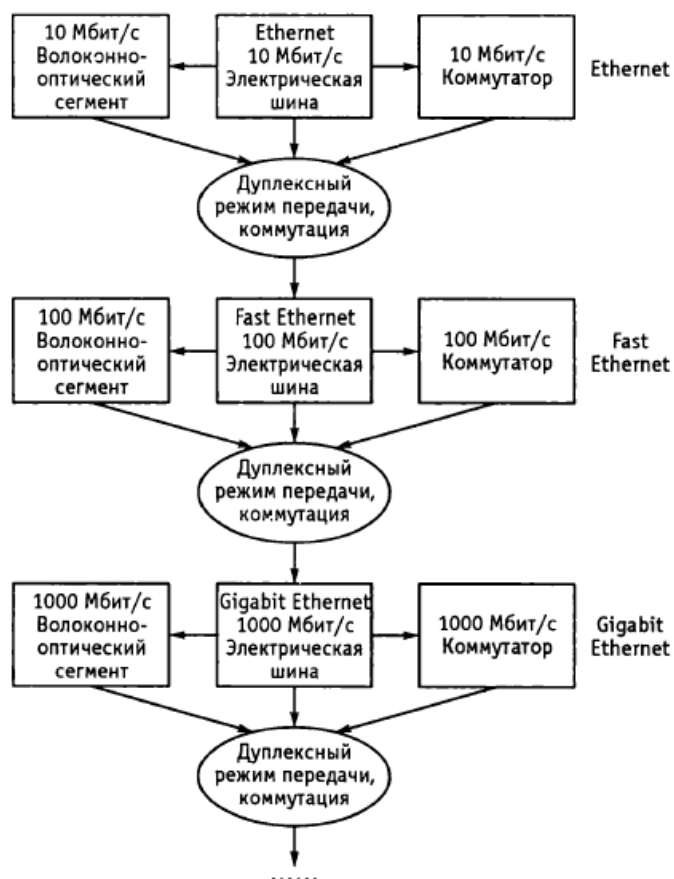 10 Мбит/с
Волоконно-
оптический
сегмент
Ethernet
10 Мбит/с
Электрическая
шина
10 Мбит/с
Коммутатор
Ethernet
Дуплексный
режим передачи,
коммутация
100 Мбит/с
Волоконно-
оптический
сегмент
Fast Ethernet
100 Мбит/с
Электрическая
шина
100 Мбит/с
Коммутатор
Fast
Ethernet
Дуплексный
режим передачи,
коммутация
1000 Мбит/с
Волоконно-
оптический
сегмент
Gigabit Ethernet
1000 Мбит/с
Электрическая
шина
1000 Мбит/с
Коммутатор
Gigabit
Ethernet
Дуплексный
режим передачи,
коммутация